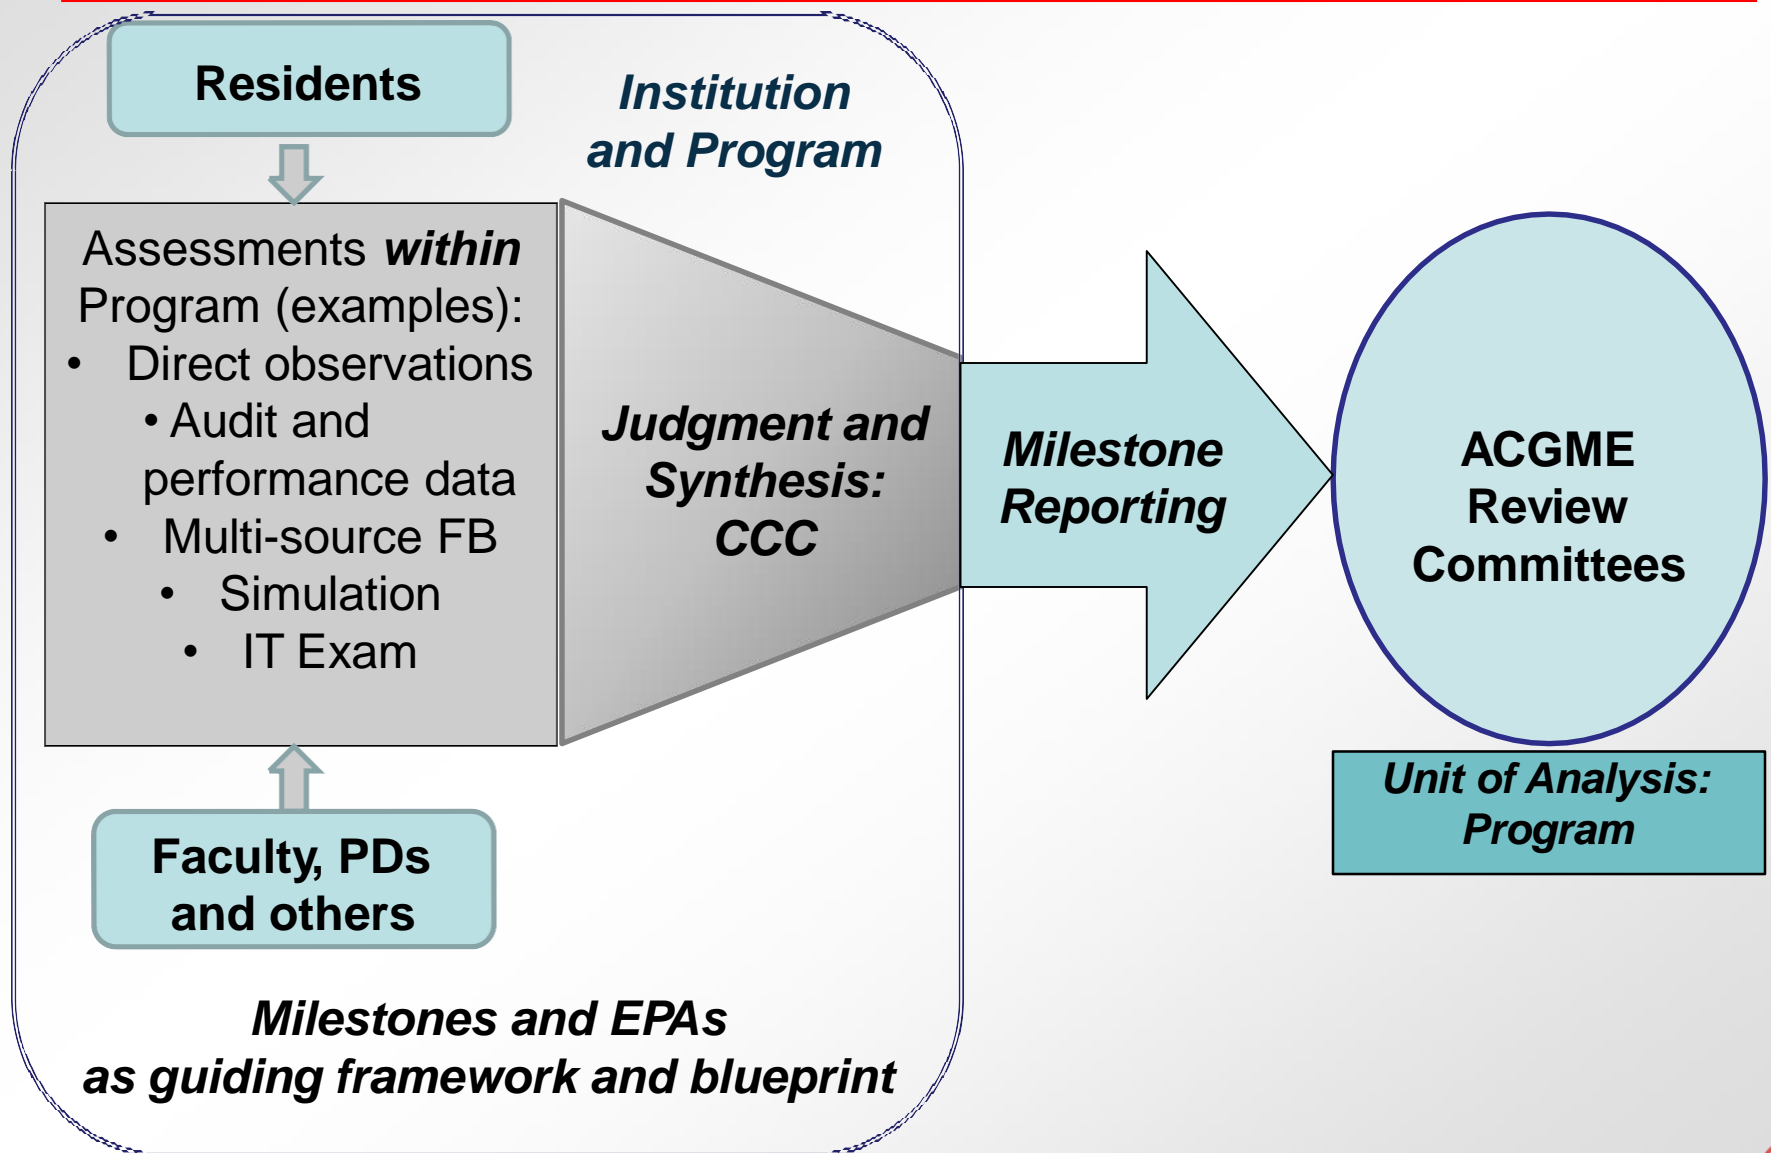 Residents
Institution
and Program
Assessments within
Program (examples):
• Direct observations
• Audit and
performance data
• Multi-source FB
• Simulation
• IT Exam
Judgment and
Synthesis:
CCC
Milestone
Reporting
ACGME
Review
Committees
Unit of Analysis:
Program
Faculty, PDs
and others
Milestones and EPAs
as guiding framework and blueprint